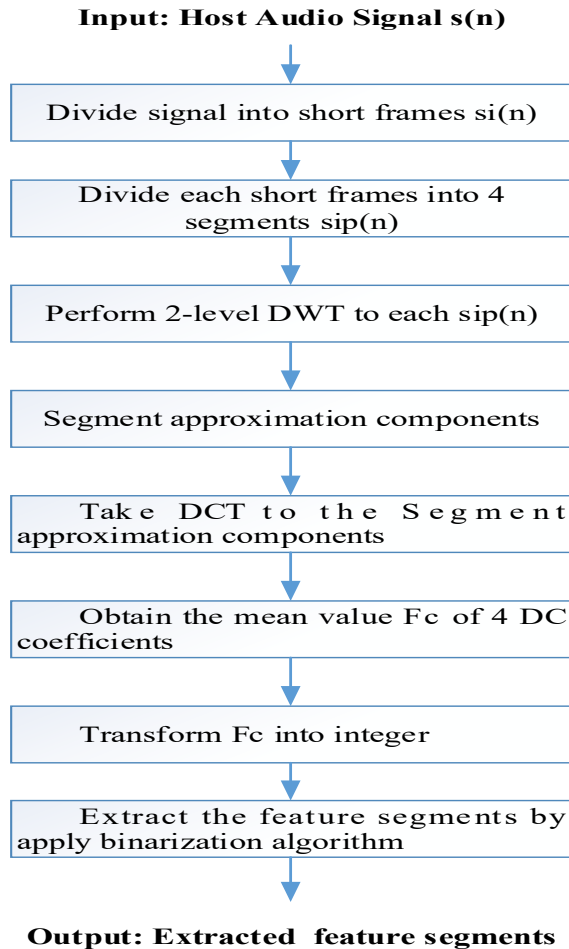 Input: Host Audio Signal s(n)
Divide signal into short frames si(n)
Divide each short frames into 4
segments sip(n)
Perform 2-level DWT to each sip(n)
Segment approximation components
Take DCT to the Segment
approximation components
Obtain the mean value Fc of 4 DC
coefficients
Transform Fc into integer
Extract the feature segments by
apply binarization algorithm
Output: Extracted feature segments